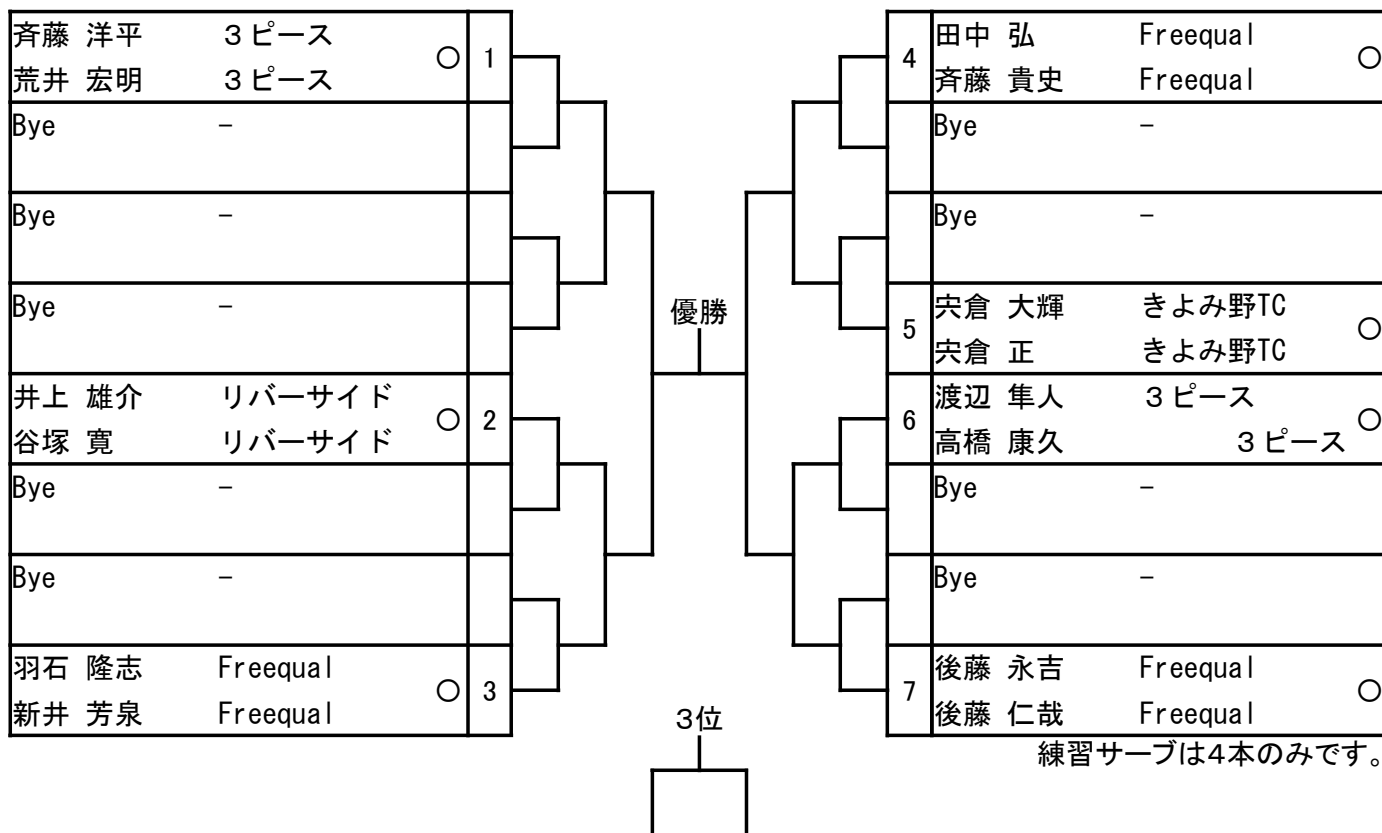 斉藤 洋平 3ピース
○ 1
荒井 宏明 3ピース
Bye -
Bye -
Bye -
井上 雄介 リバーサイド
○ 2
谷塚 寛 リバーサイド
Bye -
Bye -
羽石 隆志 Freequal
○ 3
新井 芳泉 Freequal
優勝
3位
田中 弘 Freequal
4 ○
斉藤 貴史 Freequal
Bye -
Bye -
宍倉 大輝 きよみ野TC
5 ○
宍倉 正 きよみ野TC
渡辺 隼人 3ピース
6 ○
高橋 康久 3ピース
Bye -
Bye -
後藤 永吉 Freequal
7 ○
後藤 仁哉 Freequal
練習サーブは4本のみです。